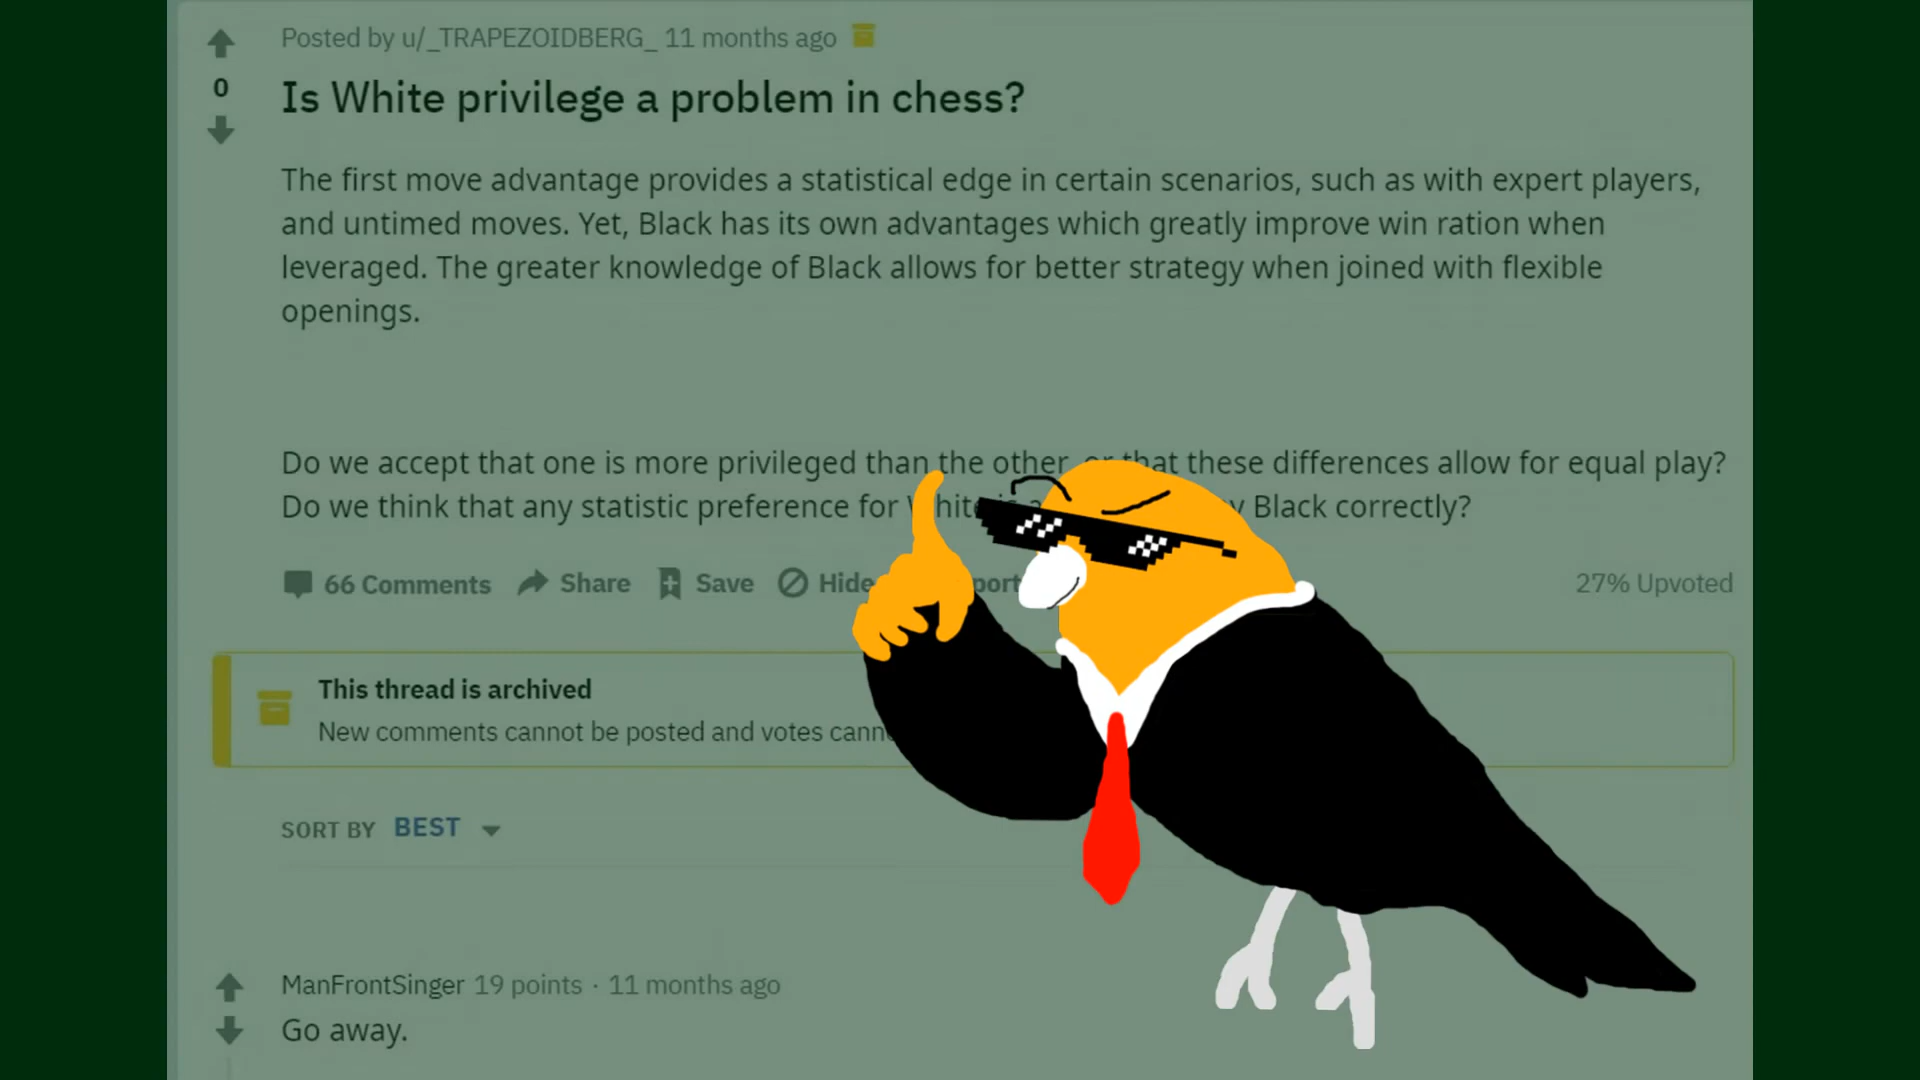 Posted by u/_TRAPEZOIDBERG_ 11 months ago
0
Is White privilege a problem in chess?
The first move advantage provides a statistical edge in certain scenarios, such as with expert players,
and untimed moves. Yet, Black has its own advantages which greatly improve win ration when
leveraged. The greater knowledge of Black allows for better strategy when joined with flexible
openings.
Do we accept that one is more privileged than the other, or that these differences allow for equal play?
Do we think that any statistic preference for White is Black correctly?
66 Comments Share Save Hide 27% Upvoted
This thread is archived
New comments cannot be posted and votes
SORT BY BEST
ManFrontSinger 19 points · 11 months ago
Go away.